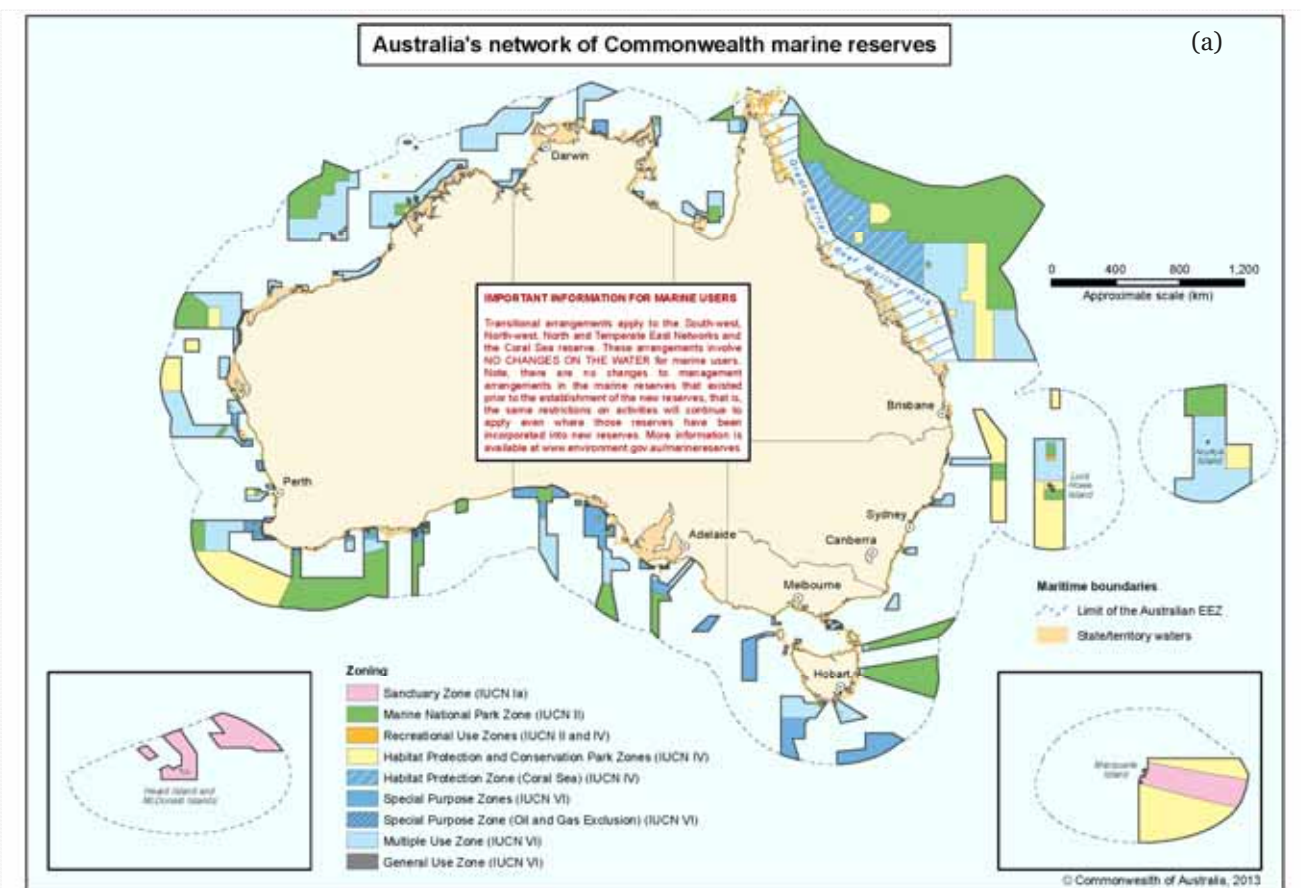 Australia's network of Commonwealth marine reserves
(a)
Darwin
Great Barrier Reef Marine Park
0 400 800 1,200
Approximate scale (km)
IMPORTANT INFORMATION FOR MARINE USERS
Transitional arrangements apply to the South-west,
North-west, North and Temperate East Networks and
the Coral Sea reserve. These arrangements involve
NO CHANGES ON THE WATER for marine users.
Note, there are no changes to management
arrangements in the marine reserves that existed
prior to the establishment of the new reserves, that is,
the same restrictions on activities will continue to
apply even where those reserves have been
incorporated into new reserves. More information is
available at www.environment.gov.au/marinereserves
Brisbane
Norfolk
Island
Lord
Howe
Island
Perth
Sydney
Adelaide
Canberra
Melbourne
Hobart
Maritime boundaries
Limit of the Australian EEZ
State/territory waters
Zoning
Sanctuary Zone (IUCN Ia)
Marine National Park Zone (IUCN II)
Recreational Use Zones (IUCN II and IV)
Habitat Protection and Conservation Park Zones (IUCN IV)
Habitat Protection Zone (Coral Sea) (IUCN IV)
Special Purpose Zones (IUCN VI)
Special Purpose Zone (Oil and Gas Exclusion) (IUCN VI)
Multiple Use Zone (IUCN VI)
General Use Zone (IUCN VI)
Heard Island and
McDonald Islands
Macquarie
Island
© Commonwealth of Australia, 2013